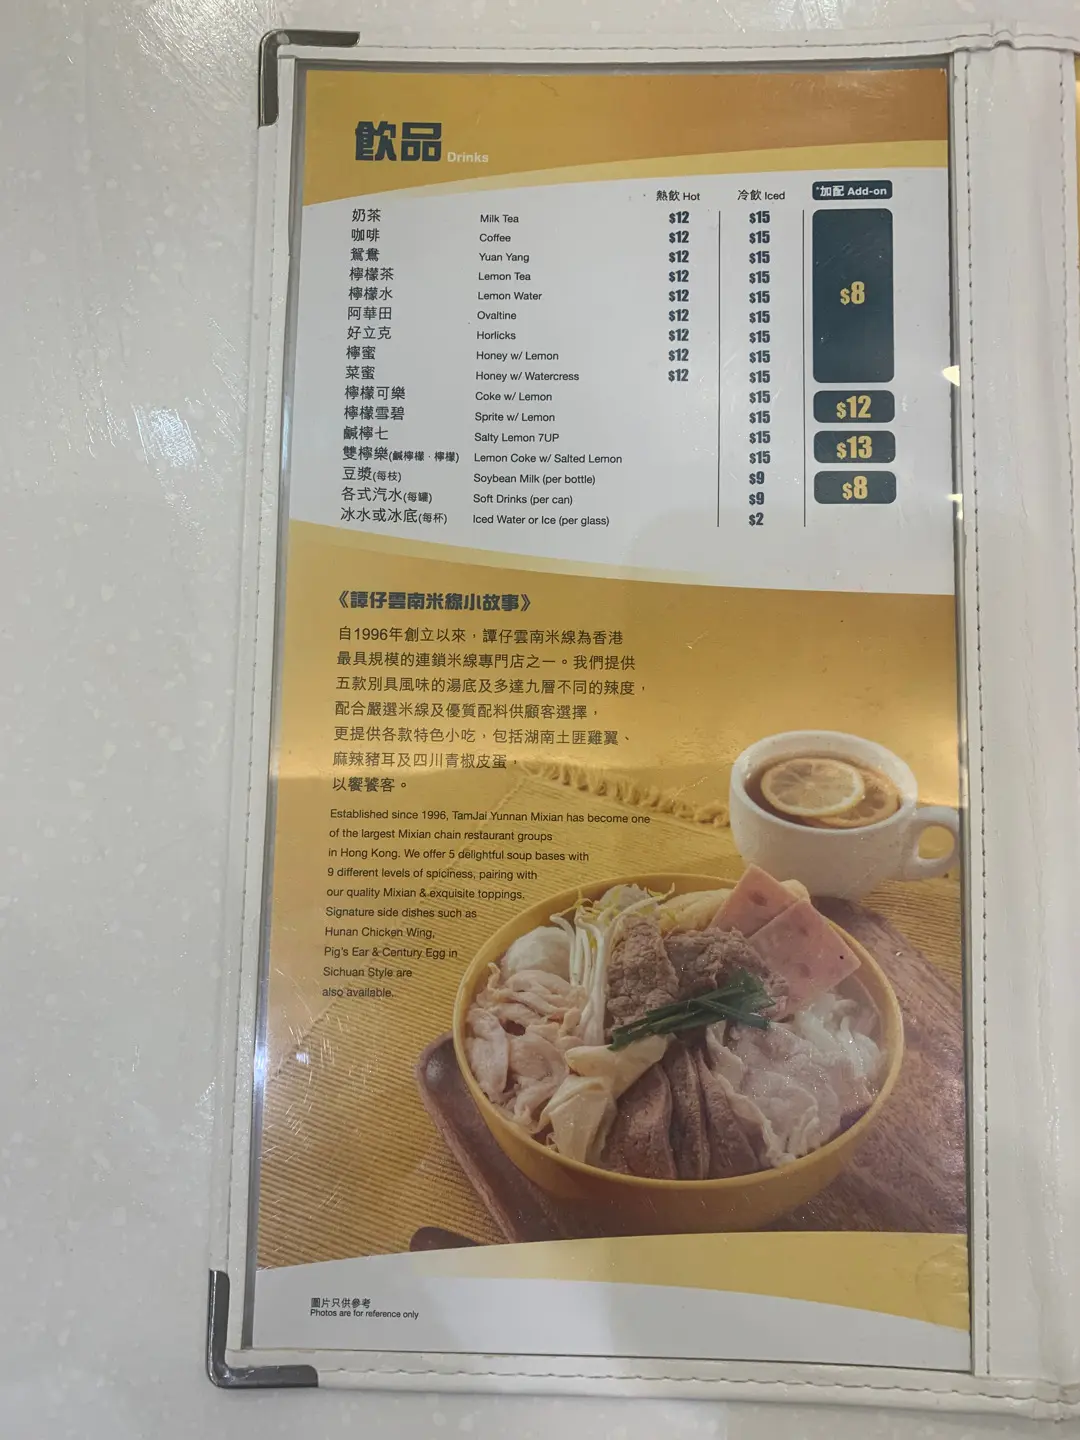 飲品 Drinks
熱飲 Hot 冷飲 Iced *加配 Add-on
奶茶 Milk Tea $12 $15
咖啡 Coffee $12 $15
鴛鴦 Yuan Yang $12 $15
檸檬茶 Lemon Tea $12 $15
檸檬水 Lemon Water $12 $15 $8
阿華田 Ovaltine $12 $15
好立克 Horlicks $12 $15
檸蜜 Honey w/ Lemon $12 $15
菜蜜 Honey w/ Watercress $12 $15
檸檬可樂 Coke w/ Lemon $15 $12
檸檬雪碧 Sprite w/ Lemon $15
鹹檸七 Salty Lemon 7UP $15 $13
雙檸樂(鹹檸檬·檸檬) Lemon Coke w/ Salted Lemon $15
豆漿(每枝) Soybean Milk (per bottle) $9 $8
各式汽水(每罐) Soft Drinks (per can) $9
冰水或冰底(每杯) Iced Water or Ice (per glass) $2
《譚仔雲南米線小故事》
自1996年創立以來，譚仔雲南米線為香港
最具規模的連鎖米線專門店之一。我們提供
五款別具風味的湯底及多達九層不同的辣度，
配合嚴選米線及優質配料供顧客選擇，
更提供各款特色小吃，包括湖南土匪雞翼、
麻辣豬耳及四川青椒皮蛋，
以饗饕客。
Established since 1996, TamJai Yunnan Mixian has become one
of the largest Mixian chain restaurant groups
in Hong Kong. We offer 5 delightful soup bases with
9 different levels of spiciness, pairing with
our quality Mixian & exquisite toppings.
Signature side dishes such as
Hunan Chicken Wing,
Pig's Ear & Century Egg in
Sichuan Style are
also available.
圖片只供參考
Photos are for reference only